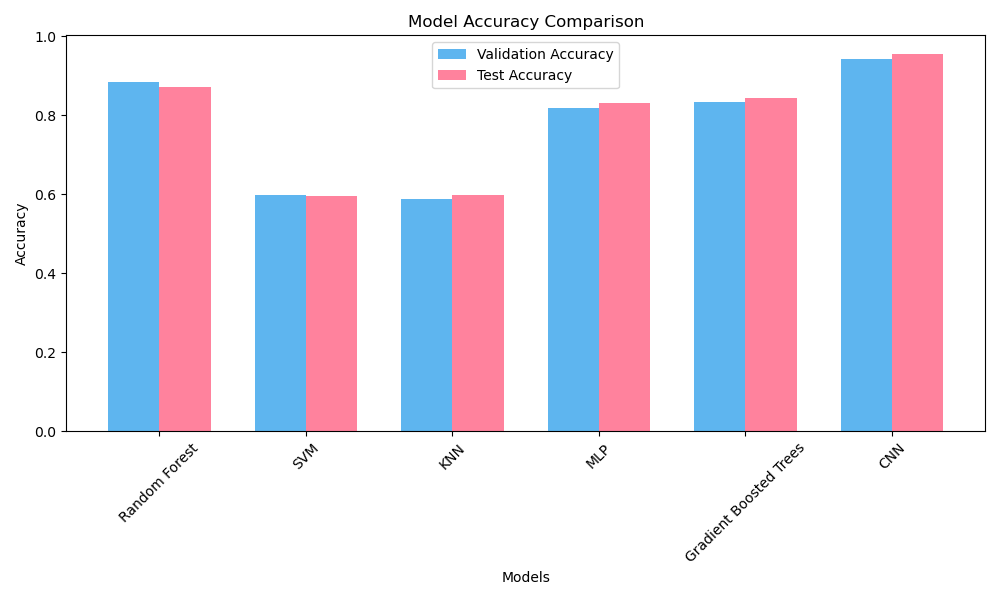 Model Accuracy Comparison
Validation Accuracy
Test Accuracy
Accuracy
1.0
0.8
0.6
0.4
0.2
0.0
Random Forest
SVM
KNN
MLP
Gradient Boosted Trees
CNN
Models